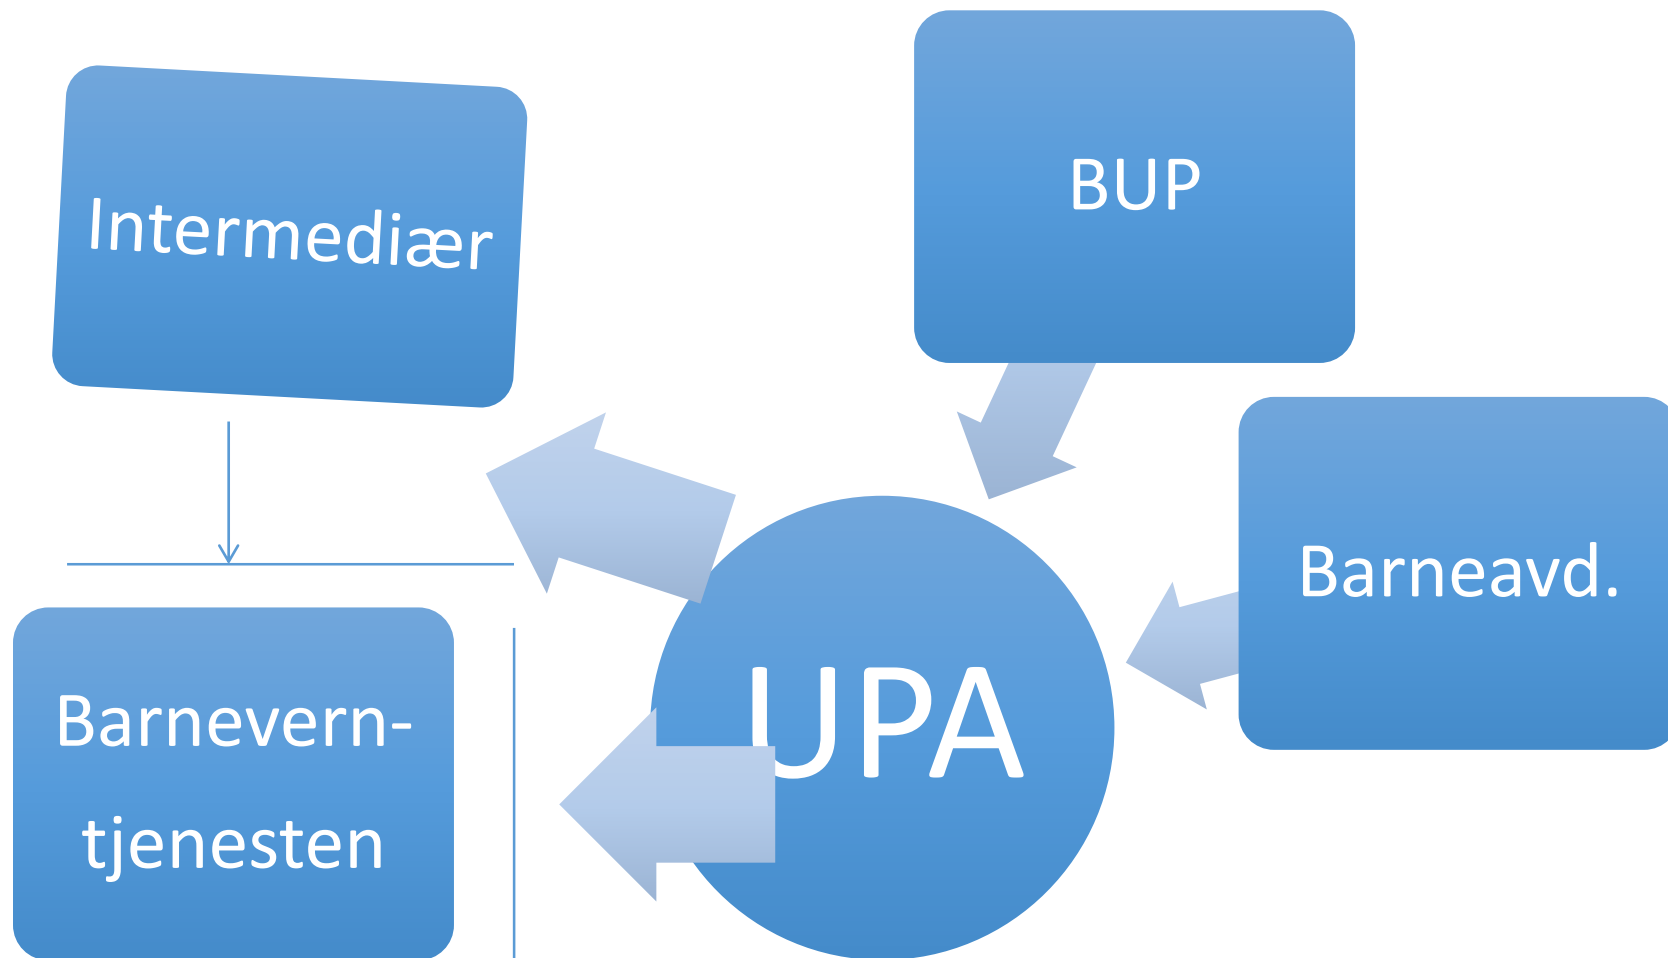 Intermediær
BUP
Barneavd.
Barnevern-
tjenesten
UPA